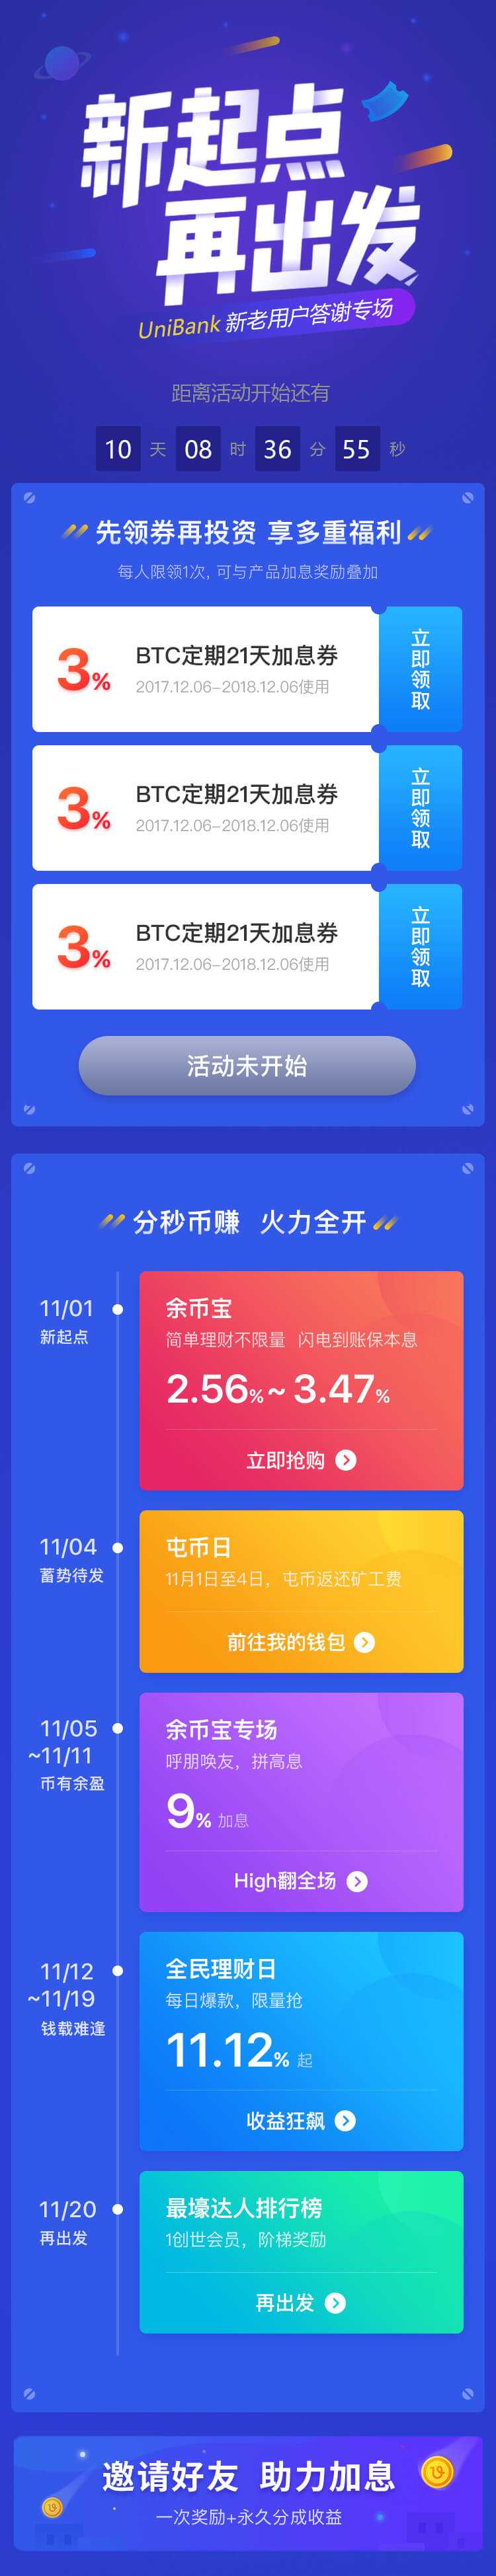 新起点
再出发
UniBank 新老用户答谢专场
距离活动开始还有
10 天 08 时 36 分 55 秒
先领券再投资 享多重福利
每人限领1次, 可与产品加息奖励叠加
3%
BTC定期21天加息券
2017.12.06-2018.12.06使用
立即领取
3%
BTC定期21天加息券
2017.12.06-2018.12.06使用
立即领取
3%
BTC定期21天加息券
2017.12.06-2018.12.06使用
立即领取
活动未开始
分秒币赚 火力全开
11/01
新起点
余币宝
简单理财不限量 闪电到账保本息
2.56%~3.47%
立即抢购
11/04
蓄势待发
屯币日
11月1日至4日，屯币返还矿工费
前往我的钱包
11/05
~11/11
币有余盈
余币宝专场
呼朋唤友，拼高息
9% 加息
High翻全场
11/12
~11/19
钱载难逢
全民理财日
每日爆款，限量抢
11.12% 起
收益狂飙
11/20
再出发
最壕达人排行榜
1创世会员，阶梯奖励
再出发
邀请好友 助力加息
一次奖励+永久分成收益